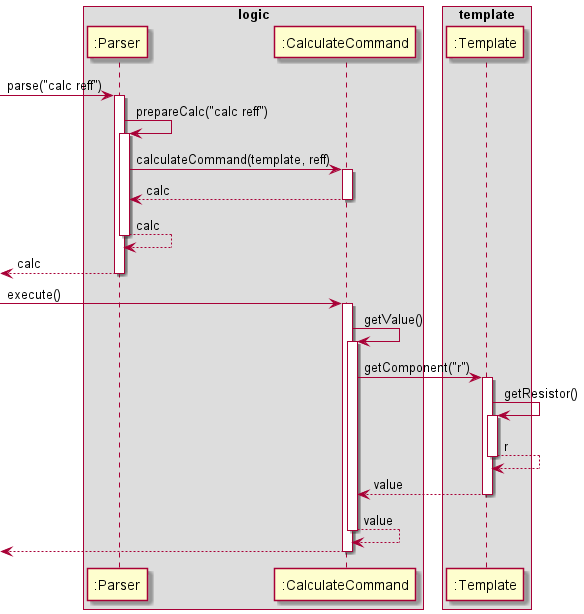 logic
template
:Parser
:CalculateCommand
:Template
parse("calc reff")
prepareCalc("calc reff")
calculateCommand(template, reff)
calc
calc
calc
execute()
getValue()
getComponent("r")
getResistor()
r
value
value
:Parser
:CalculateCommand
:Template